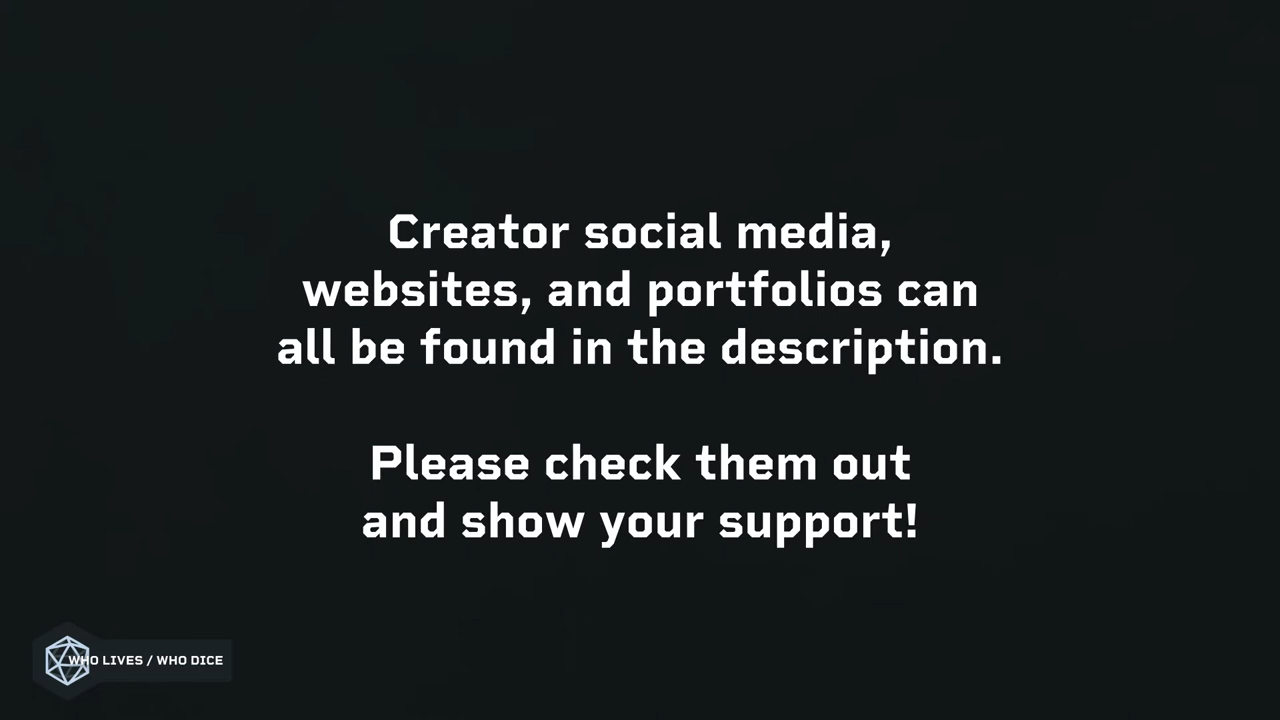 Creator social media,
websites, and portfolios can
all be found in the description.
Please check them out
and show your support!
WHO LIVES / WHO DICE